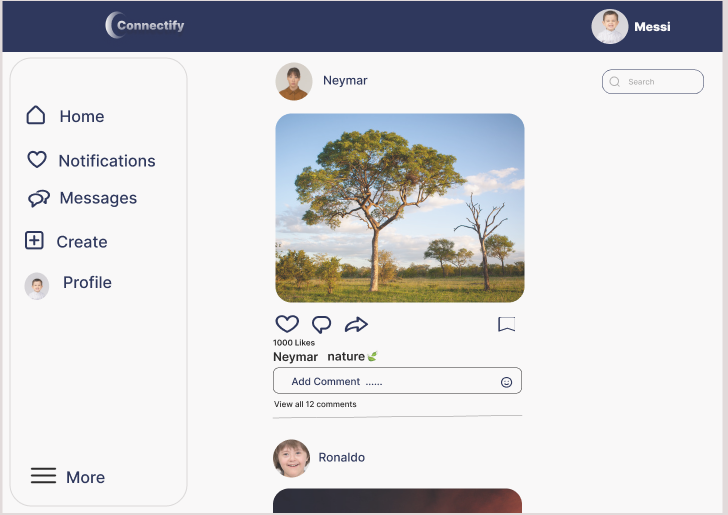 Connectify
Messi
Neymar
Search
Home
Notifications
Messages
Create
Profile
1000 Likes
Neymar nature🌿
Add Comment ......
View all 12 comments
Ronaldo
More